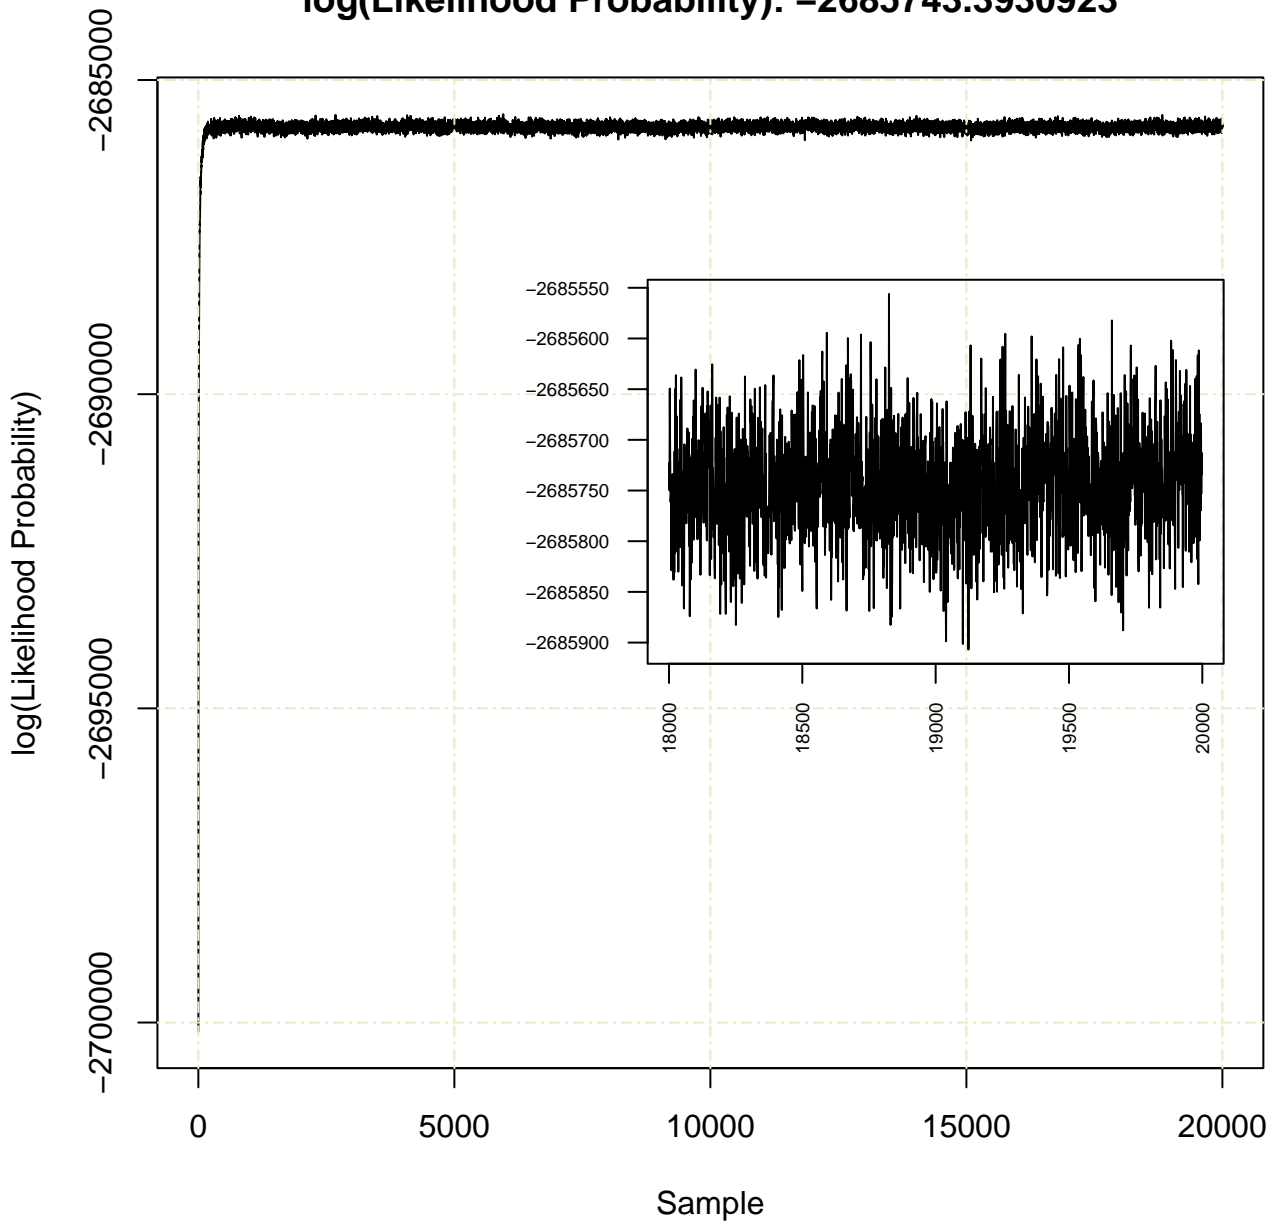 log(Likelihood Probability): −2685743.3930923
−2685000
−2690000
−2695000
−2700000
log(Likelihood Probability)
−2685550
−2685600
−2685650
−2685700
−2685750
−2685800
−2685850
−2685900
18000 18500 19000 19500 20000
0 5000 10000 15000 20000
Sample